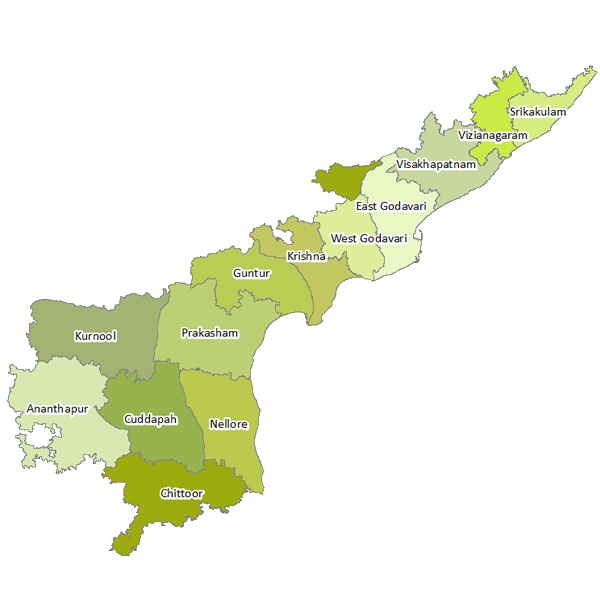 Srikakulam
Vizianagaram
Visakhapatnam
East Godavari
West Godavari
Krishna
Guntur
Prakasham
Kurnool
Ananthapur
Cuddapah
Nellore
Chittoor